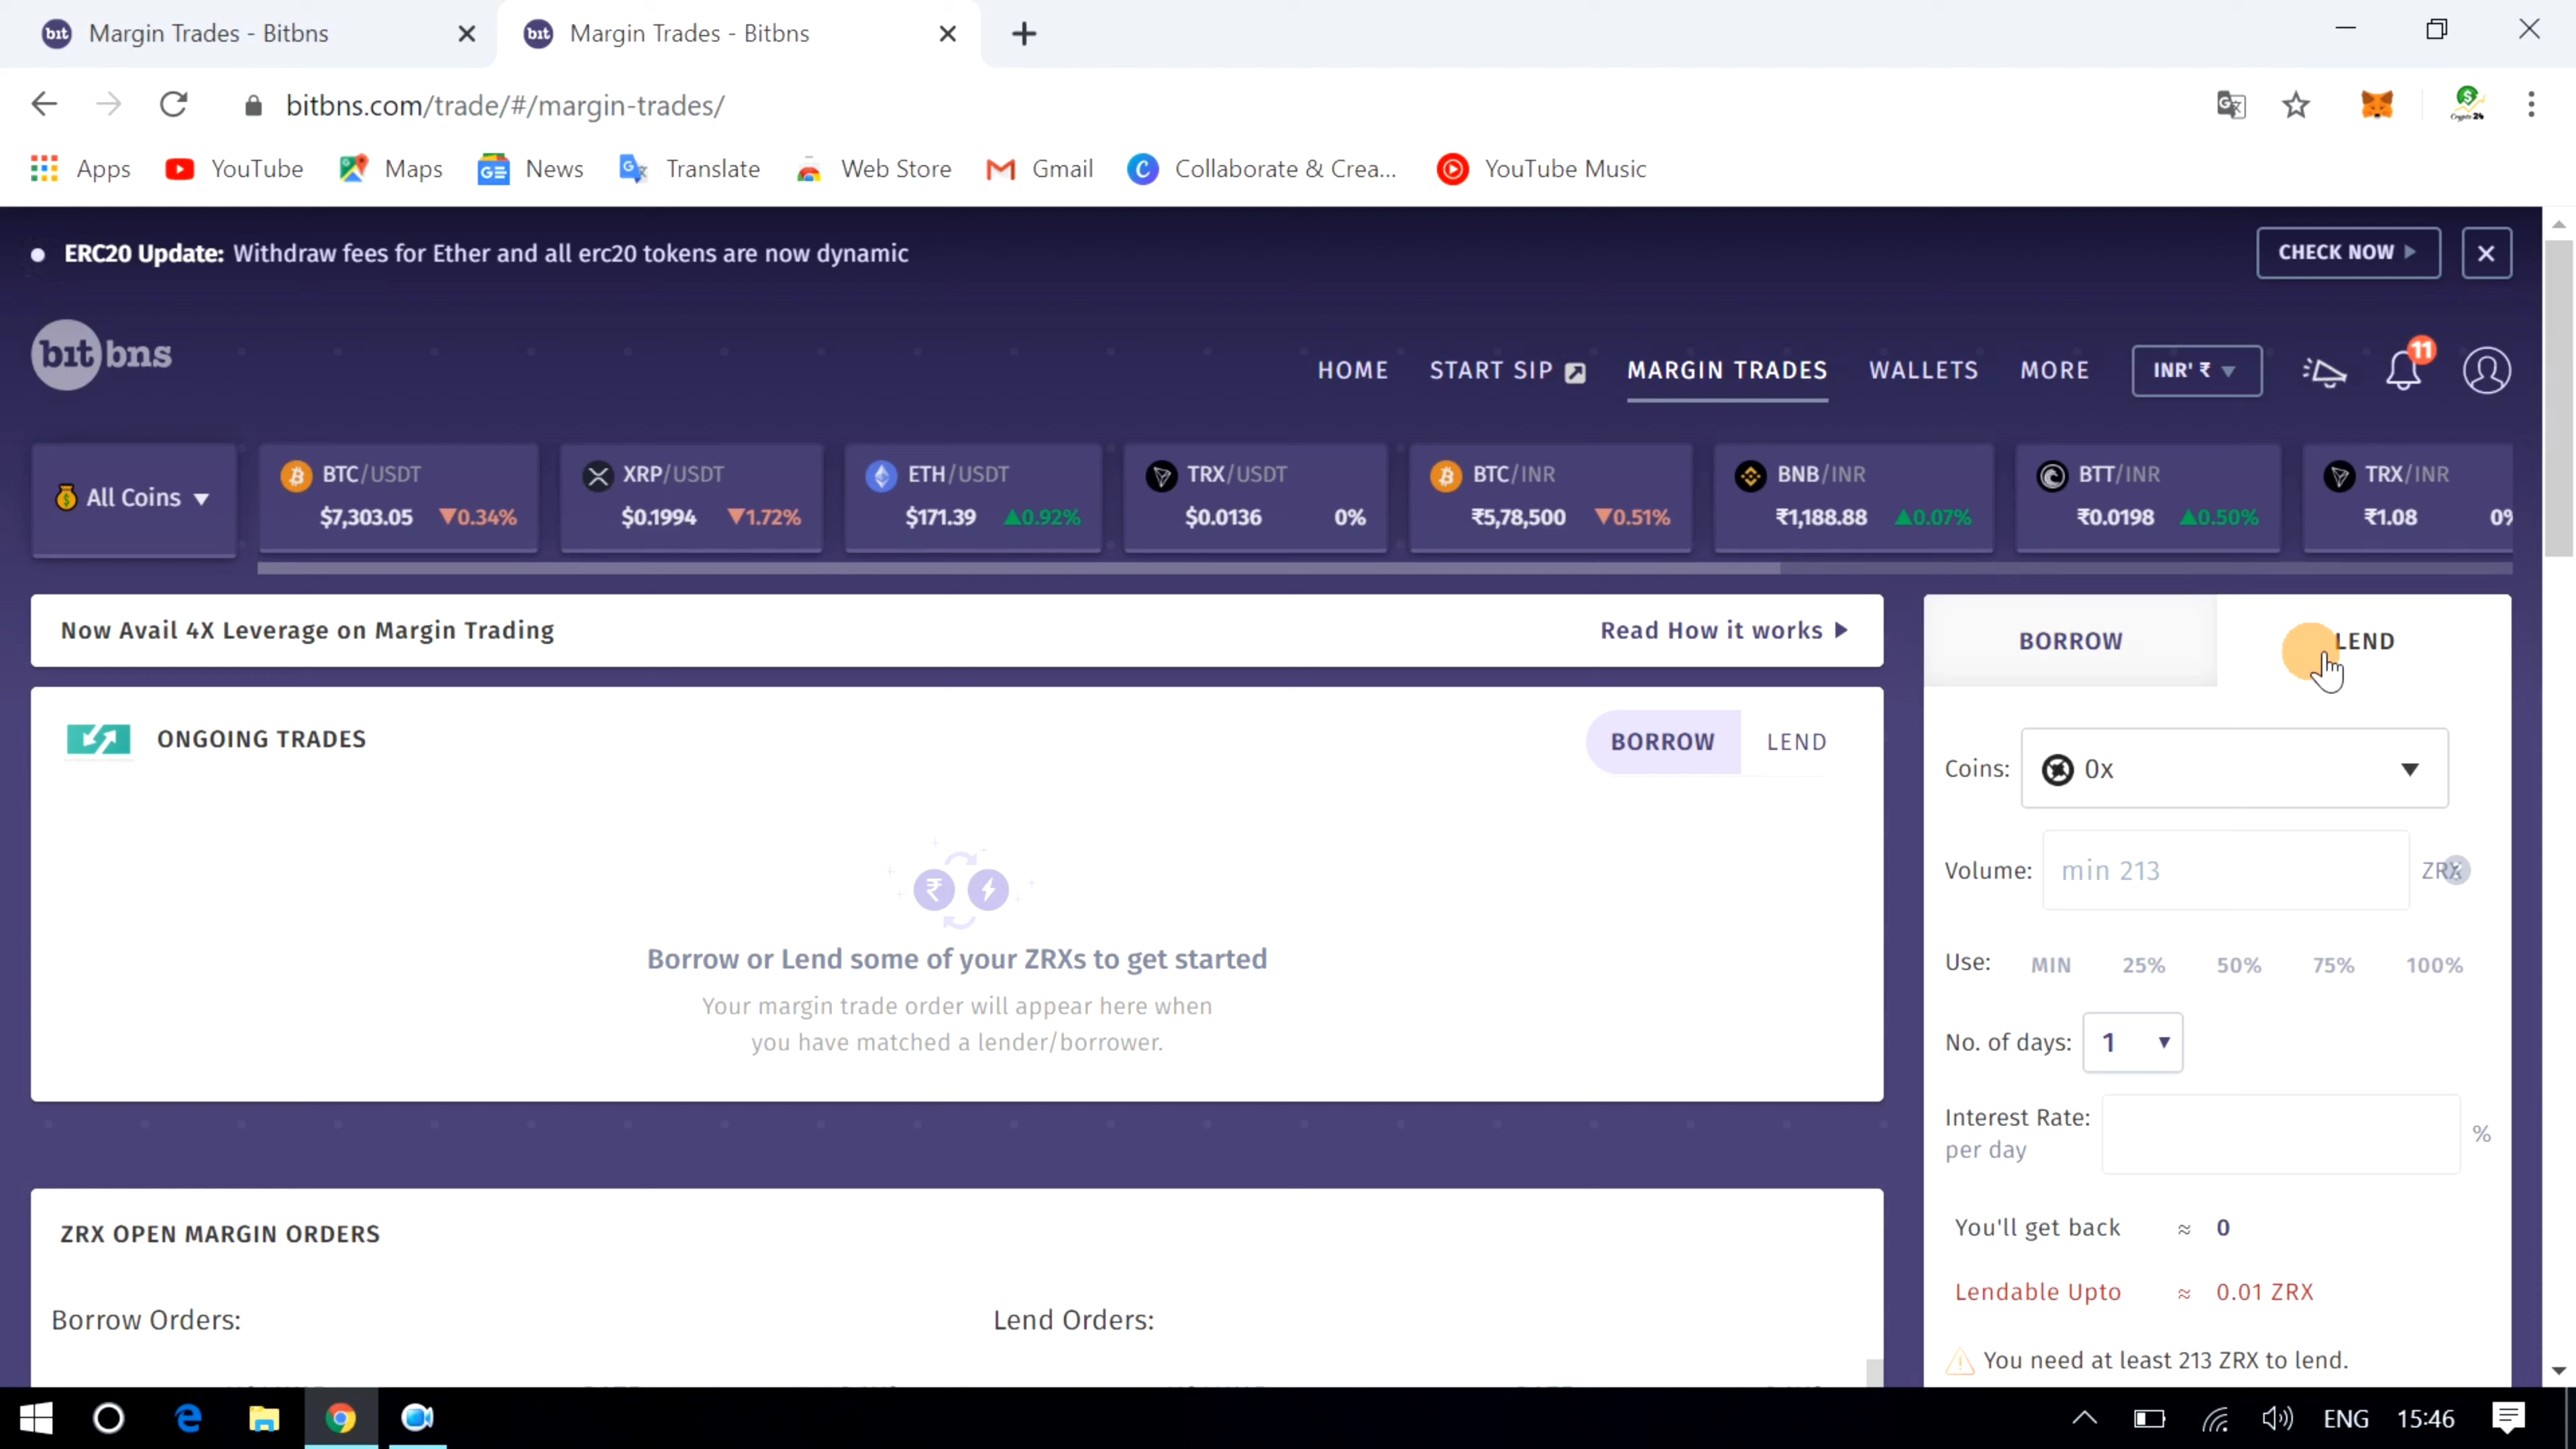 Margin Trades - Bitbns
Margin Trades - Bitbns
bitbns.com/trade/#/margin-trades/
Apps
YouTube
Maps
News
Translate
Web Store
Gmail
Collaborate & Crea...
YouTube Music
ERC20 Update: Withdraw fees for Ether and all erc20 tokens are now dynamic
CHECK NOW
bitbns
HOME
START SIP
MARGIN TRADES
WALLETS
MORE
INR' ₹
11
All Coins
BTC/USDT
$7,303.05 ▼0.34%
XRP/USDT
$0.1994 ▼1.72%
ETH/USDT
$171.39 ▲0.92%
TRX/USDT
$0.0136 0%
BTC/INR
₹5,78,500 ▼0.51%
BNB/INR
₹1,188.88 ▲0.07%
BTT/INR
₹0.0198 ▲0.50%
TRX/INR
₹1.08 0%
Now Avail 4X Leverage on Margin Trading
Read How it works
ONGOING TRADES
BORROW LEND
Borrow or Lend some of your ZRXs to get started
Your margin trade order will appear here when
you have matched a lender/borrower.
ZRX OPEN MARGIN ORDERS
Borrow Orders:
Lend Orders:
BORROW
LEND
Coins: 0x
Volume: min 213 ZRX
Use: MIN 25% 50% 75% 100%
No. of days: 1
Interest Rate:
per day
%
You'll get back ≈ 0
Lendable Upto ≈ 0.01 ZRX
You need at least 213 ZRX to lend.
ENG 15:46